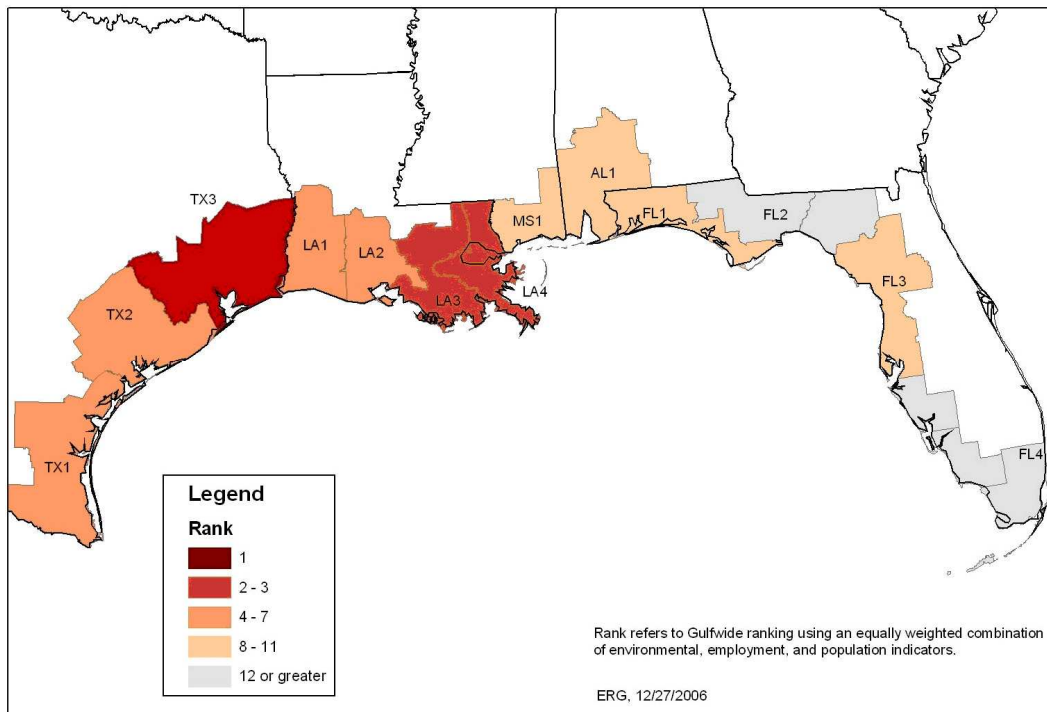 AL1
TX3
MS1
FL1
FL2
LA1
LA2
FL3
LA3
LA4
TX2
FL4
TX1
Legend
Rank
1
2 - 3
4 - 7
8 - 11
12 or greater
Rank refers to Gulfwide ranking using an equally weighted combination
of environmental, employment, and population indicators.
ERG, 12/27/2006